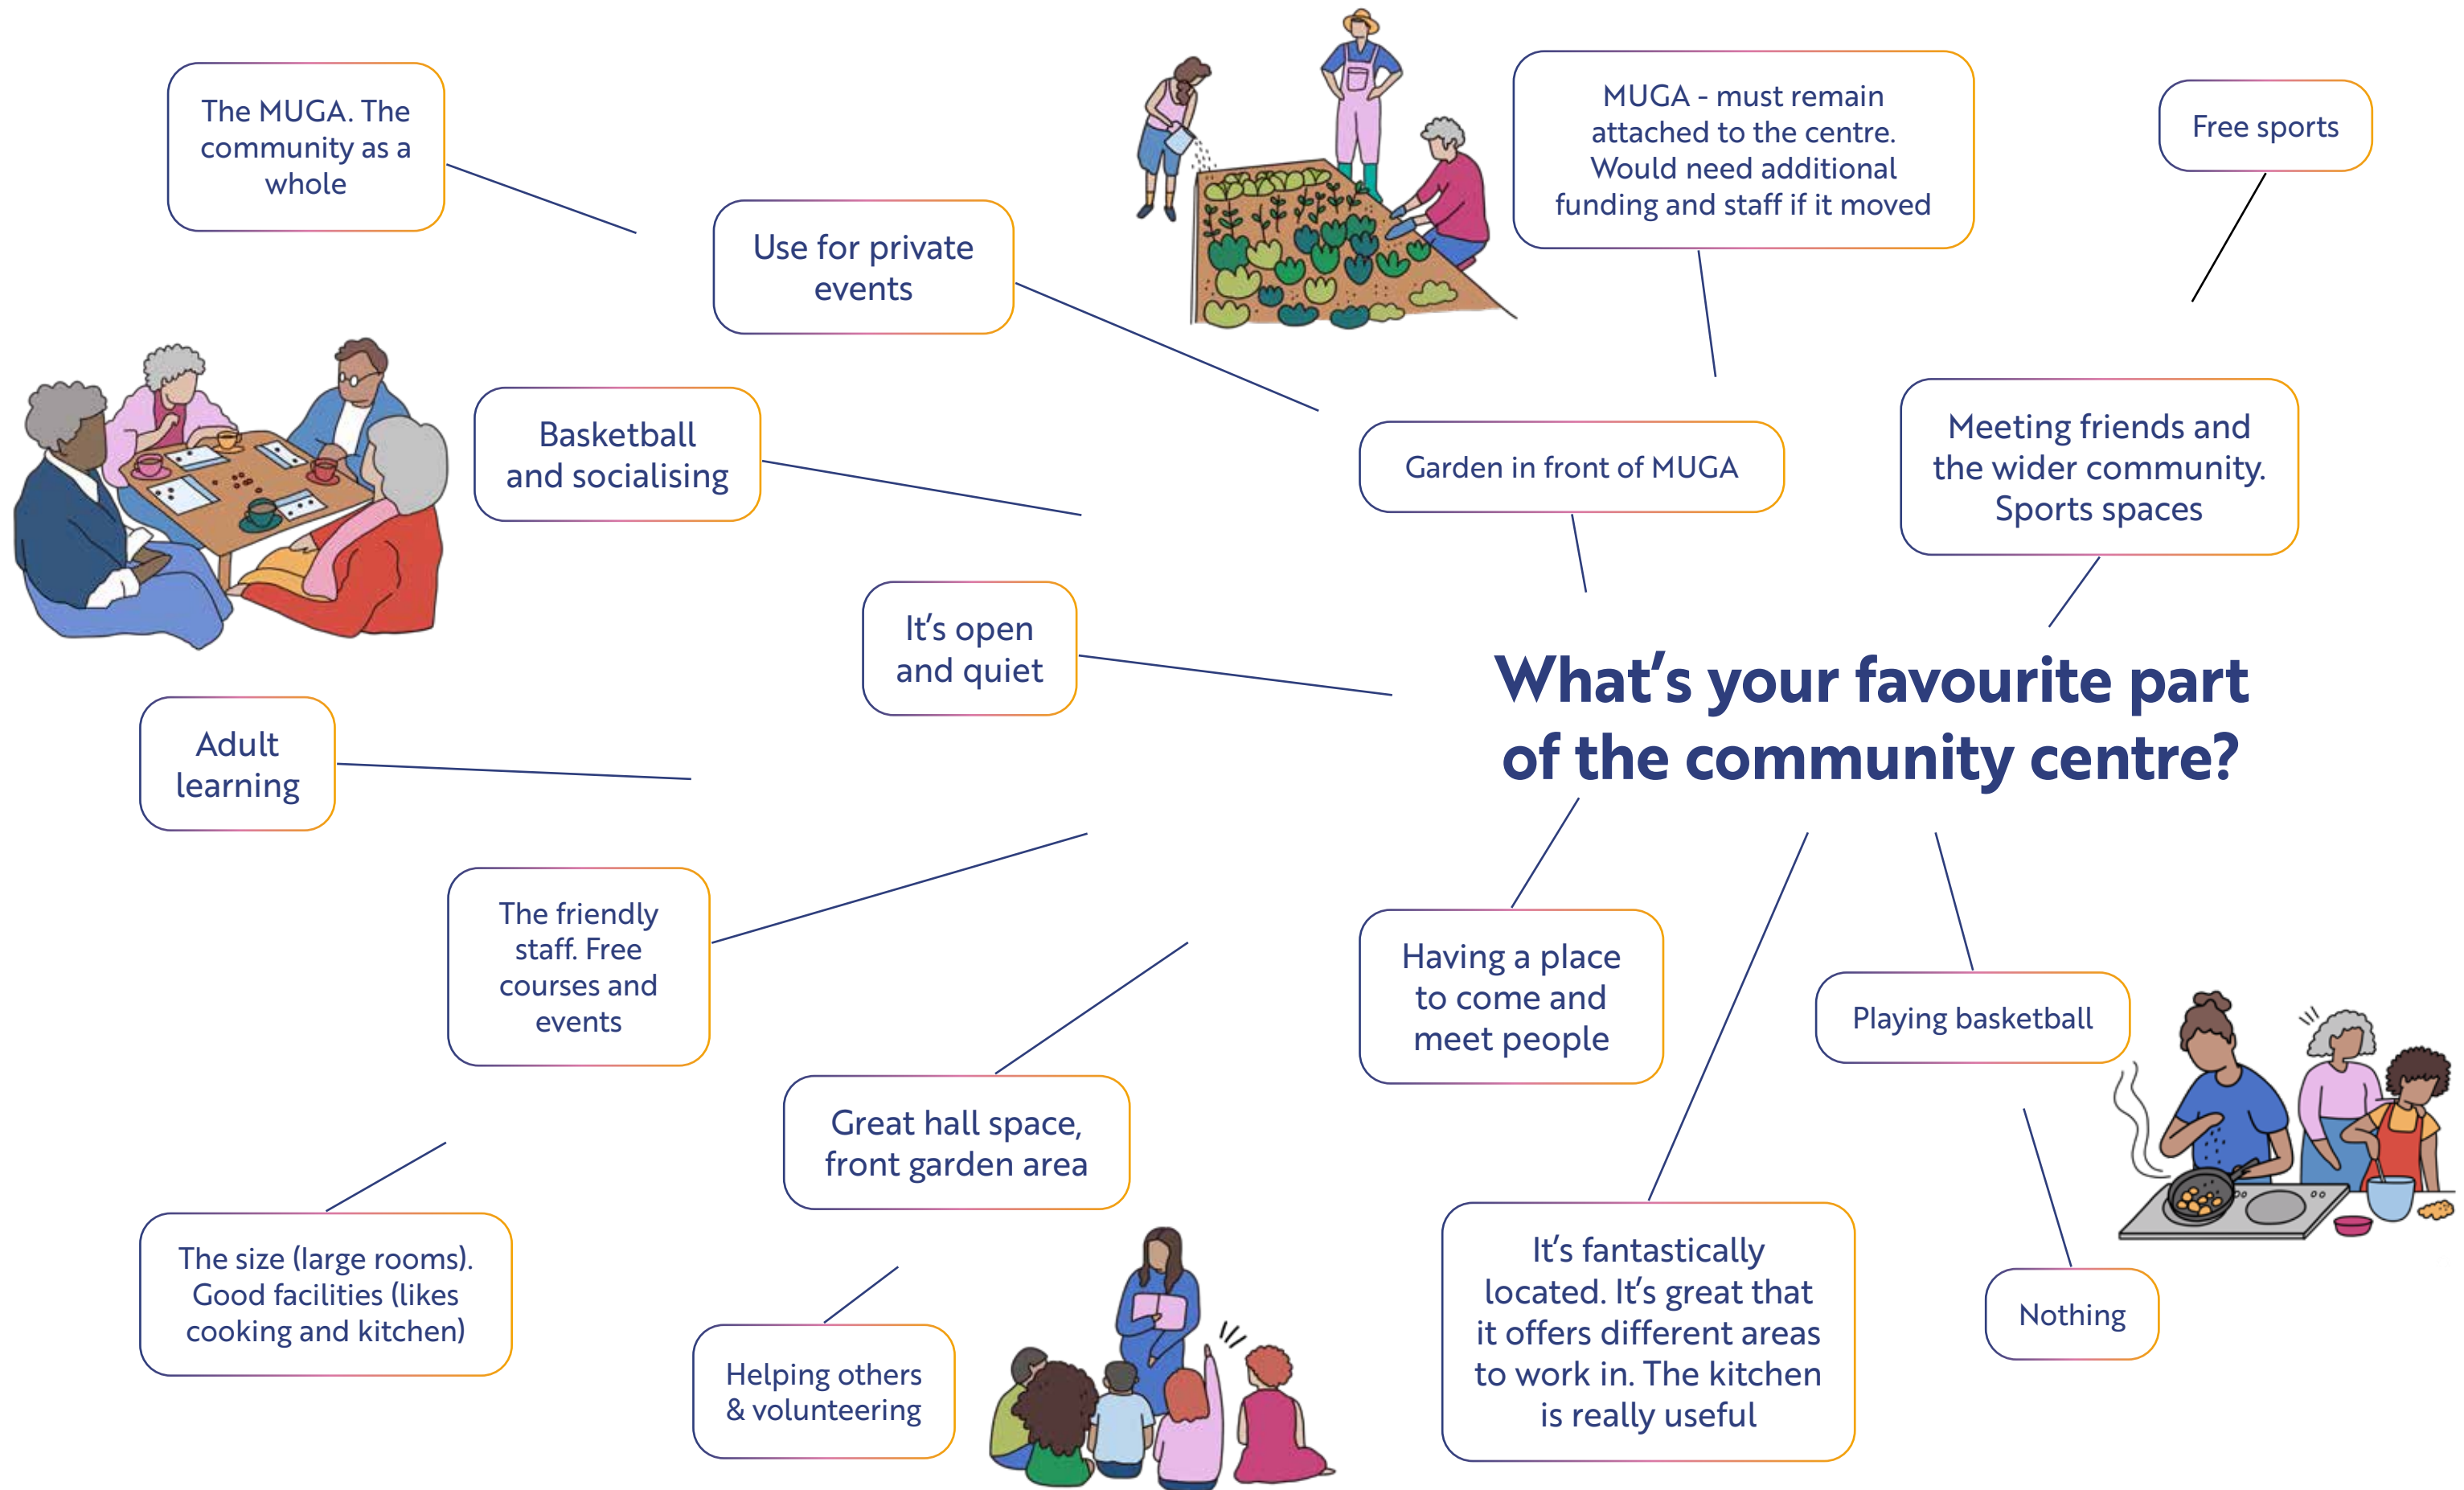 The MUGA. The
community as a
whole
Use for private
events
MUGA - must remain
attached to the centre.
Would need additional
funding and staff if it moved
Free sports
Basketball
and socialising
Garden in front of MUGA
Meeting friends and
the wider community.
Sports spaces
It's open
and quiet
What's your favourite part
of the community centre?
Adult
learning
The friendly
staff. Free
courses and
events
Having a place
to come and
meet people
Playing basketball
Great hall space,
front garden area
The size (large rooms).
Good facilities (likes
cooking and kitchen)
It's fantastically
located. It's great that
it offers different areas
to work in. The kitchen
is really useful
Nothing
Helping others
& volunteering